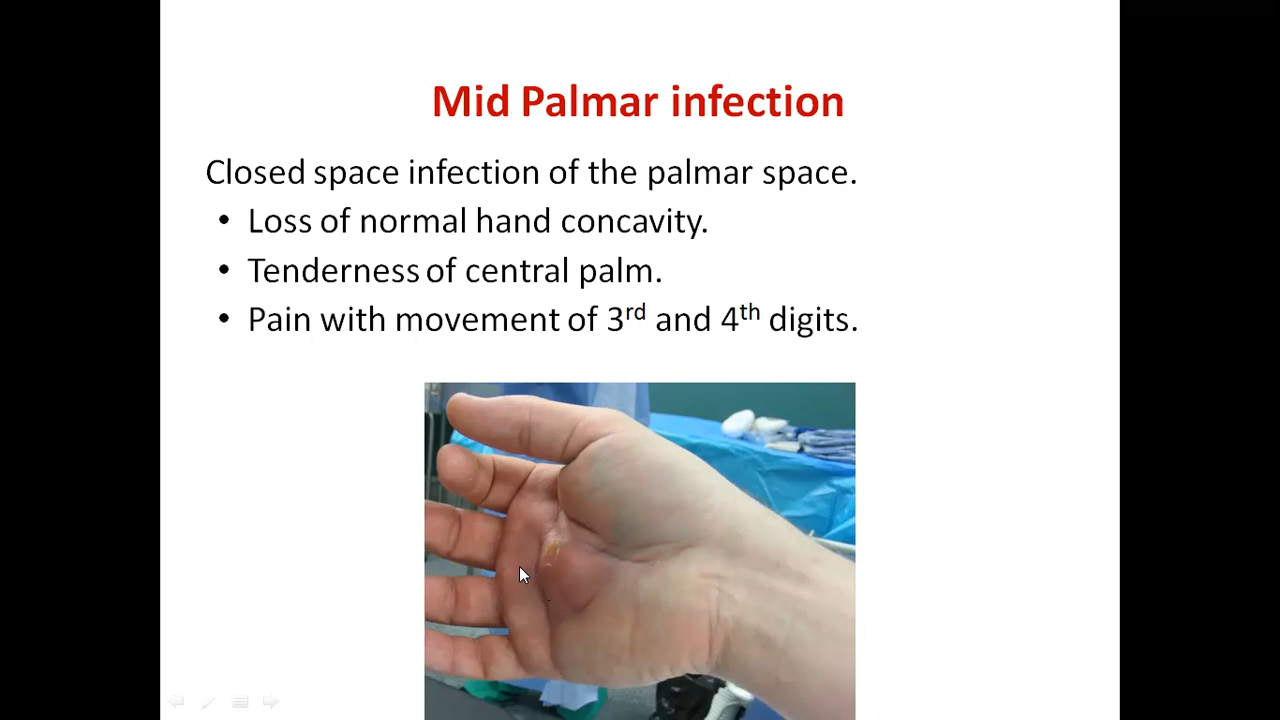 Mid Palmar infection
Closed space infection of the palmar space.
• Loss of normal hand concavity.
• Tenderness of central palm.
• Pain with movement of 3rd and 4th digits.